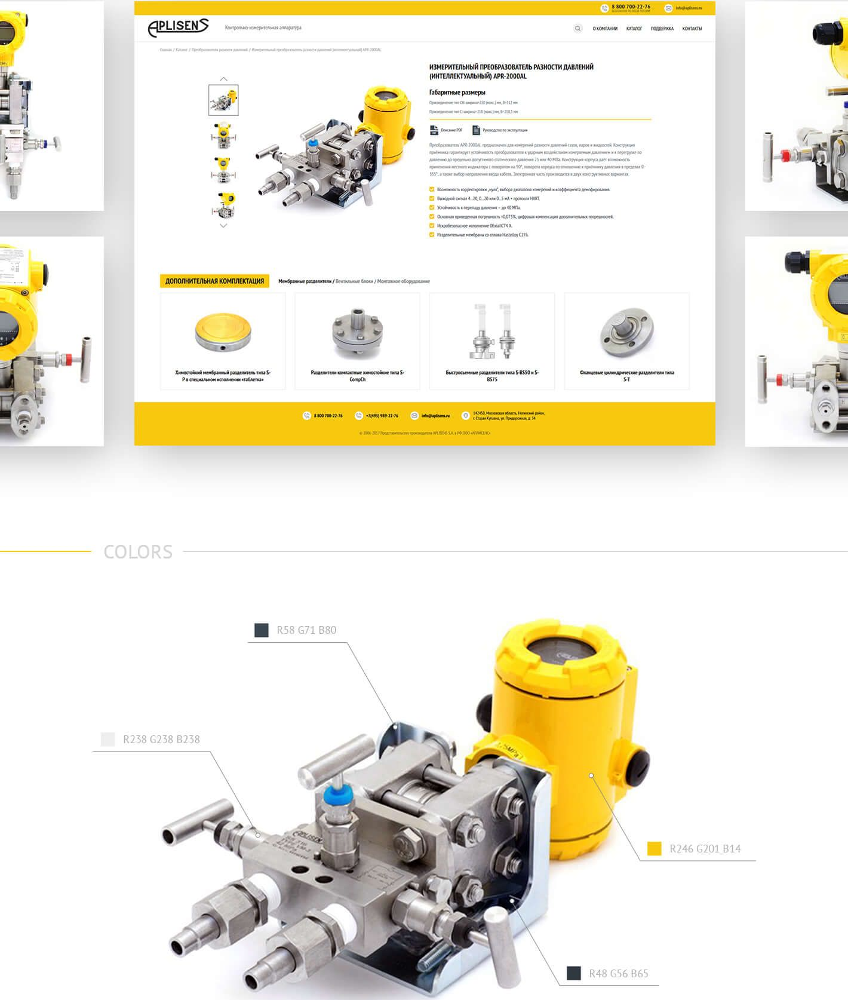 8 800 700-22-76
БЕСПЛАТНО ПО ВСЕЙ РОССИИ
info@aplisens.ru
APLISENS
Контрольно-измерительная аппаратура
О КОМПАНИИ КАТАЛОГ ПОДДЕРЖКА КОНТАКТЫ
Главная / Каталог / Преобразователи разности давлений / Измерительный преобразователь разности давлений (интеллектуальный) APR-2000AL
ИЗМЕРИТЕЛЬНЫЙ ПРЕОБРАЗОВАТЕЛЬ РАЗНОСТИ ДАВЛЕНИЙ
(ИНТЕЛЛЕКТУАЛЬНЫЙ) APR-2000AL
Габаритные размеры
Присоединение тип CH: ширина=220 (макс.) мм, B=312 мм
Присоединение тип C: ширина=218 (макс.) мм, B=218,5 мм
Описание PDF
Руководство по эксплуатации
Преобразователь APR-2000AL предназначен для измерений разности давлений газов, паров и жидкостей. Конструкция
приёмника гарантирует устойчивость преобразователя к ударным воздействиям измеряемым давлением и к перегрузке по
давлению до предельно допустимого статического давления 25 или 40 МПа. Конструкция корпуса даёт возможность
применения местного индикатора с поворотом на 90°, поворота корпуса по отношению к приёмнику давления в пределах 0-
355°, а также выбор направления ввода кабеля. Электронная часть производится в двух конструктивных вариантах.
Возможность корректировки „нуля”, выбора диапазона измерений и коэффициента демпфирования.
Выходной сигнал 4...20, 0...20 или 0...5 мА + протокол HART.
Устойчивость к перепаду давления – до 40 МПа.
Основная приведенная погрешность ±0,075%, цифровая компенсация дополнительных погрешностей.
Искробезопасное исполнение 0ExiaIICT4 X.
Разделительные мембраны со сплава Hastelloy C276.
ДОПОЛНИТЕЛЬНАЯ КОМПЛЕКТАЦИЯ
Мембранные разделители / Вентильные блоки / Монтажное оборудование
Химостойкий мембранный разделитель типа S-
P в специальном исполнении «таблетка»
Разделители компактные химостойкие типа S-
CompCh
Быстросъемные разделители типа S-BS50 и S-
BS75
Фланцевые цилиндрические разделители типа
S-T
8 800 700-22-76
+7(495) 989-22-76
info@aplisens.ru
142450, Московская область, Ногинский район,
г. Старая Купавна, ул. Придорожная, д. 34
© 2006-2017 Представительство производителя APLISENS S.A. в РФ ООО «АПЛИСЕНС»
COLORS
R58 G71 B80
R238 G238 B238
R246 G201 B14
R48 G56 B65
APLISENS